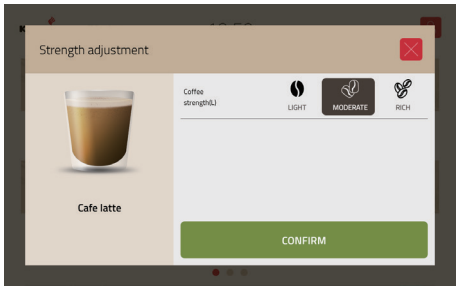 Strength adjustment
Coffee
strength(L)
LIGHT
MODERATE
RICH
Cafe latte
CONFIRM